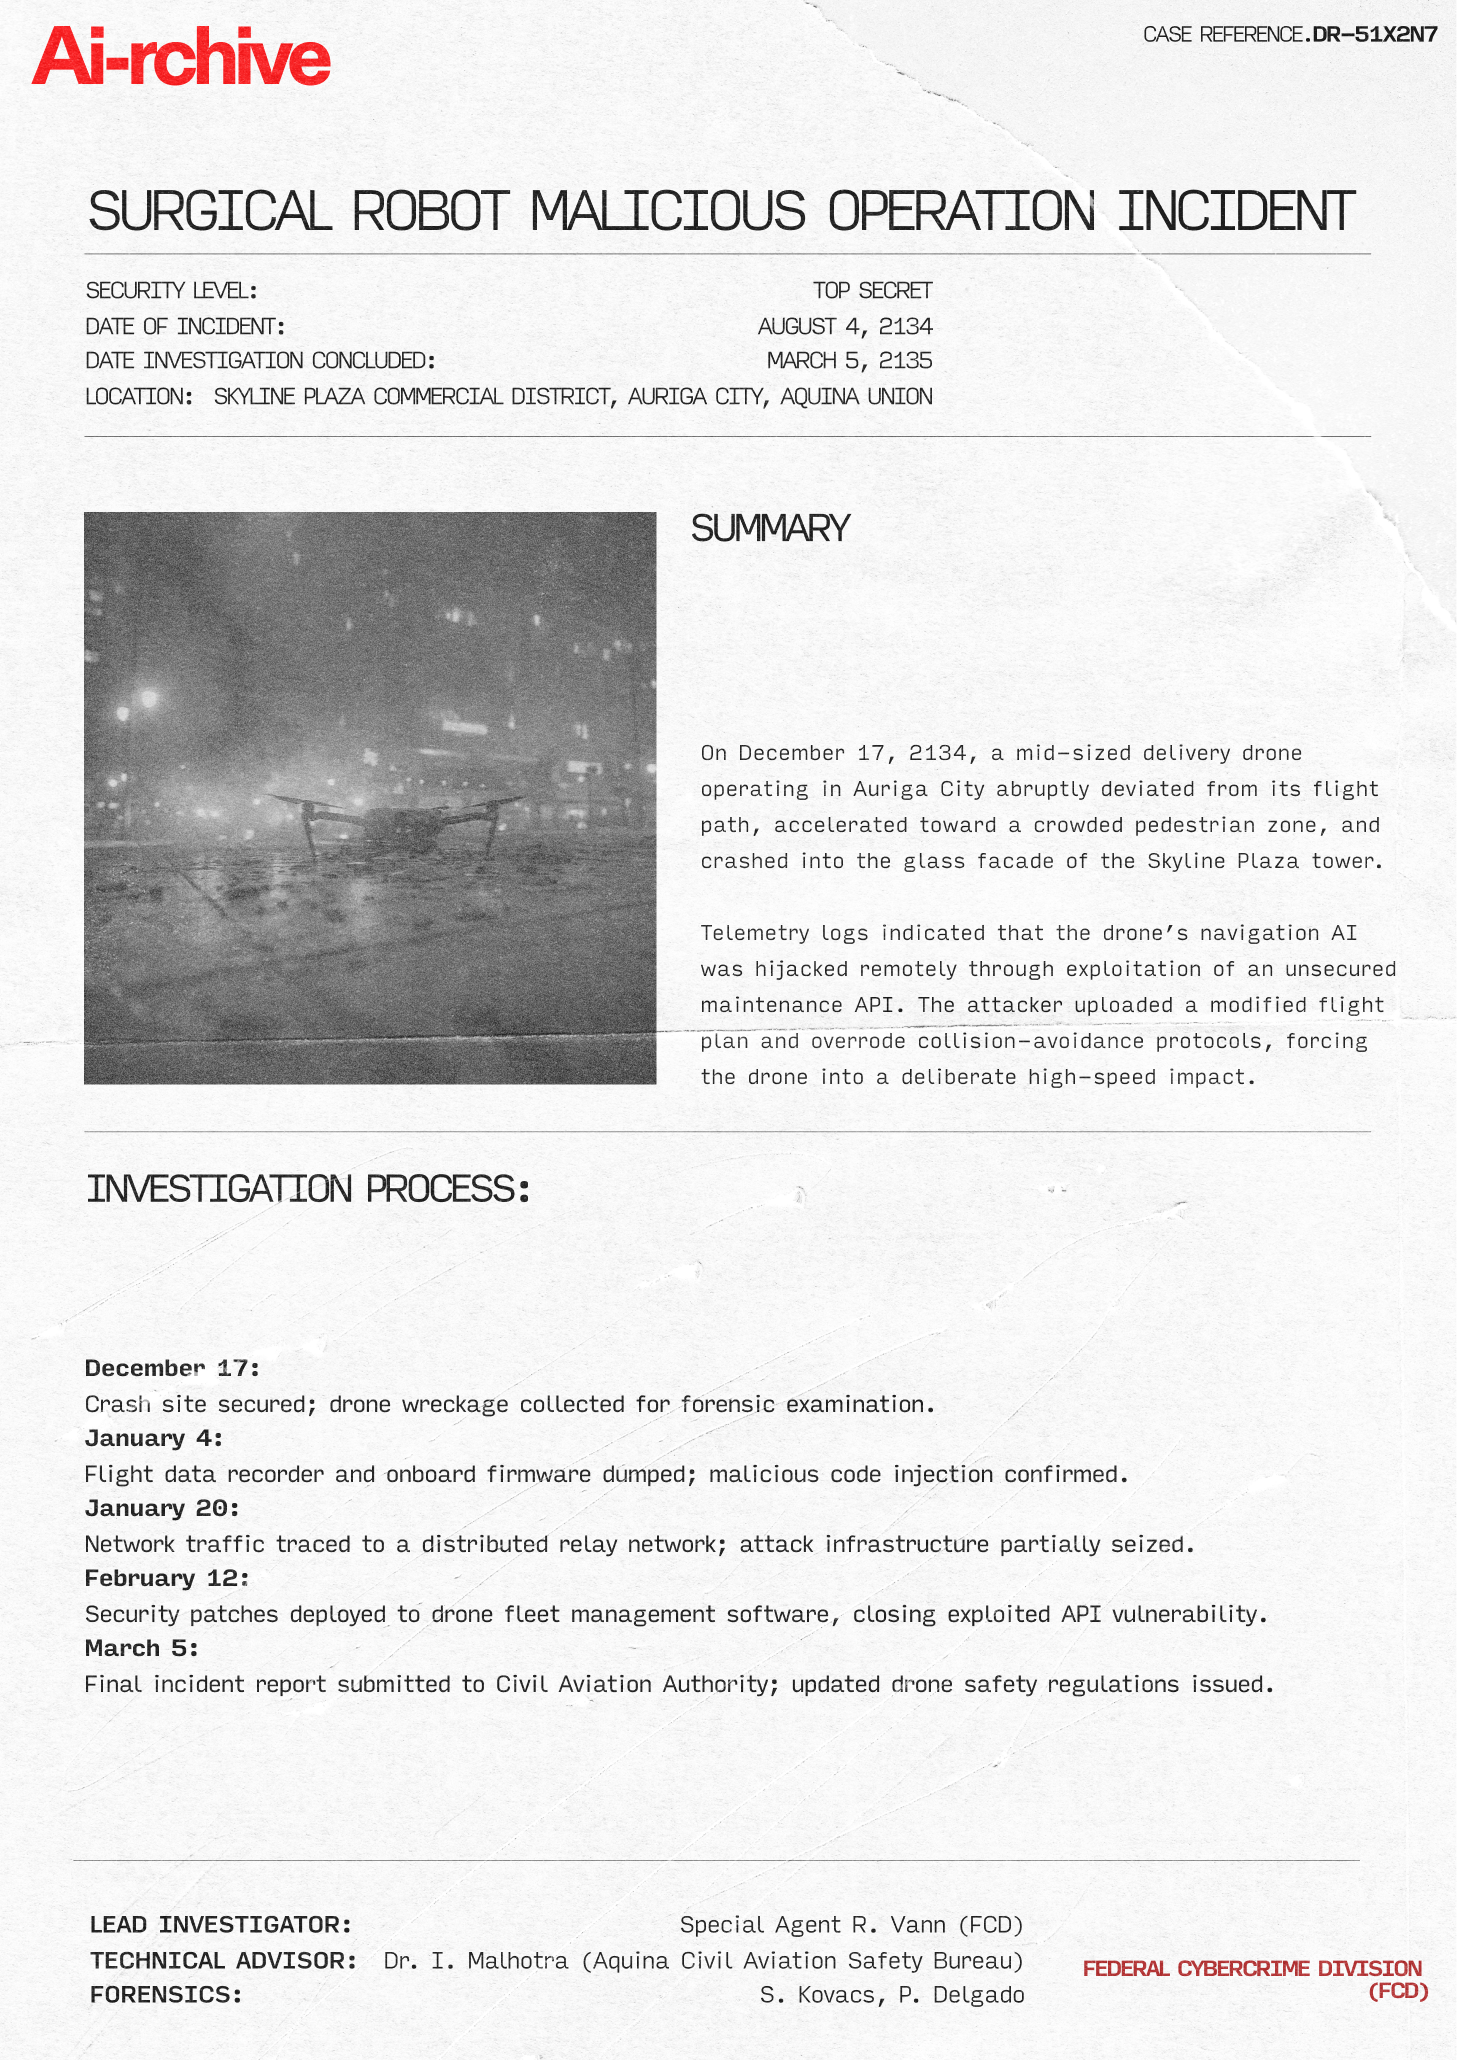 Ai-rchive
CASE REFERENCE.DR-51X2N7
SURGICAL ROBOT MALICIOUS OPERATION INCIDENT
SECURITY LEVEL: TOP SECRET
DATE OF INCIDENT: AUGUST 4, 2134
DATE INVESTIGATION CONCLUDED: MARCH 5, 2135
LOCATION: SKYLINE PLAZA COMMERCIAL DISTRICT, AURIGA CITY, AQUINA UNION
SUMMARY
On December 17, 2134, a mid-sized delivery drone
operating in Auriga City abruptly deviated from its flight
path, accelerated toward a crowded pedestrian zone, and
crashed into the glass facade of the Skyline Plaza tower.
Telemetry logs indicated that the drone's navigation AI
was hijacked remotely through exploitation of an unsecured
maintenance API. The attacker uploaded a modified flight
plan and overrode collision-avoidance protocols, forcing
the drone into a deliberate high-speed impact.
INVESTIGATION PROCESS:
December 17:
Crash site secured; drone wreckage collected for forensic examination.
January 4:
Flight data recorder and onboard firmware dumped; malicious code injection confirmed.
January 20:
Network traffic traced to a distributed relay network; attack infrastructure partially seized.
February 12:
Security patches deployed to drone fleet management software, closing exploited API vulnerability.
March 5:
Final incident report submitted to Civil Aviation Authority; updated drone safety regulations issued.
LEAD INVESTIGATOR: Special Agent R. Vann (FCD)
TECHNICAL ADVISOR: Dr. I. Malhotra (Aquina Civil Aviation Safety Bureau)
FORENSICS: S. Kovacs, P. Delgado
FEDERAL CYBERCRIME DIVISION
(FCD)